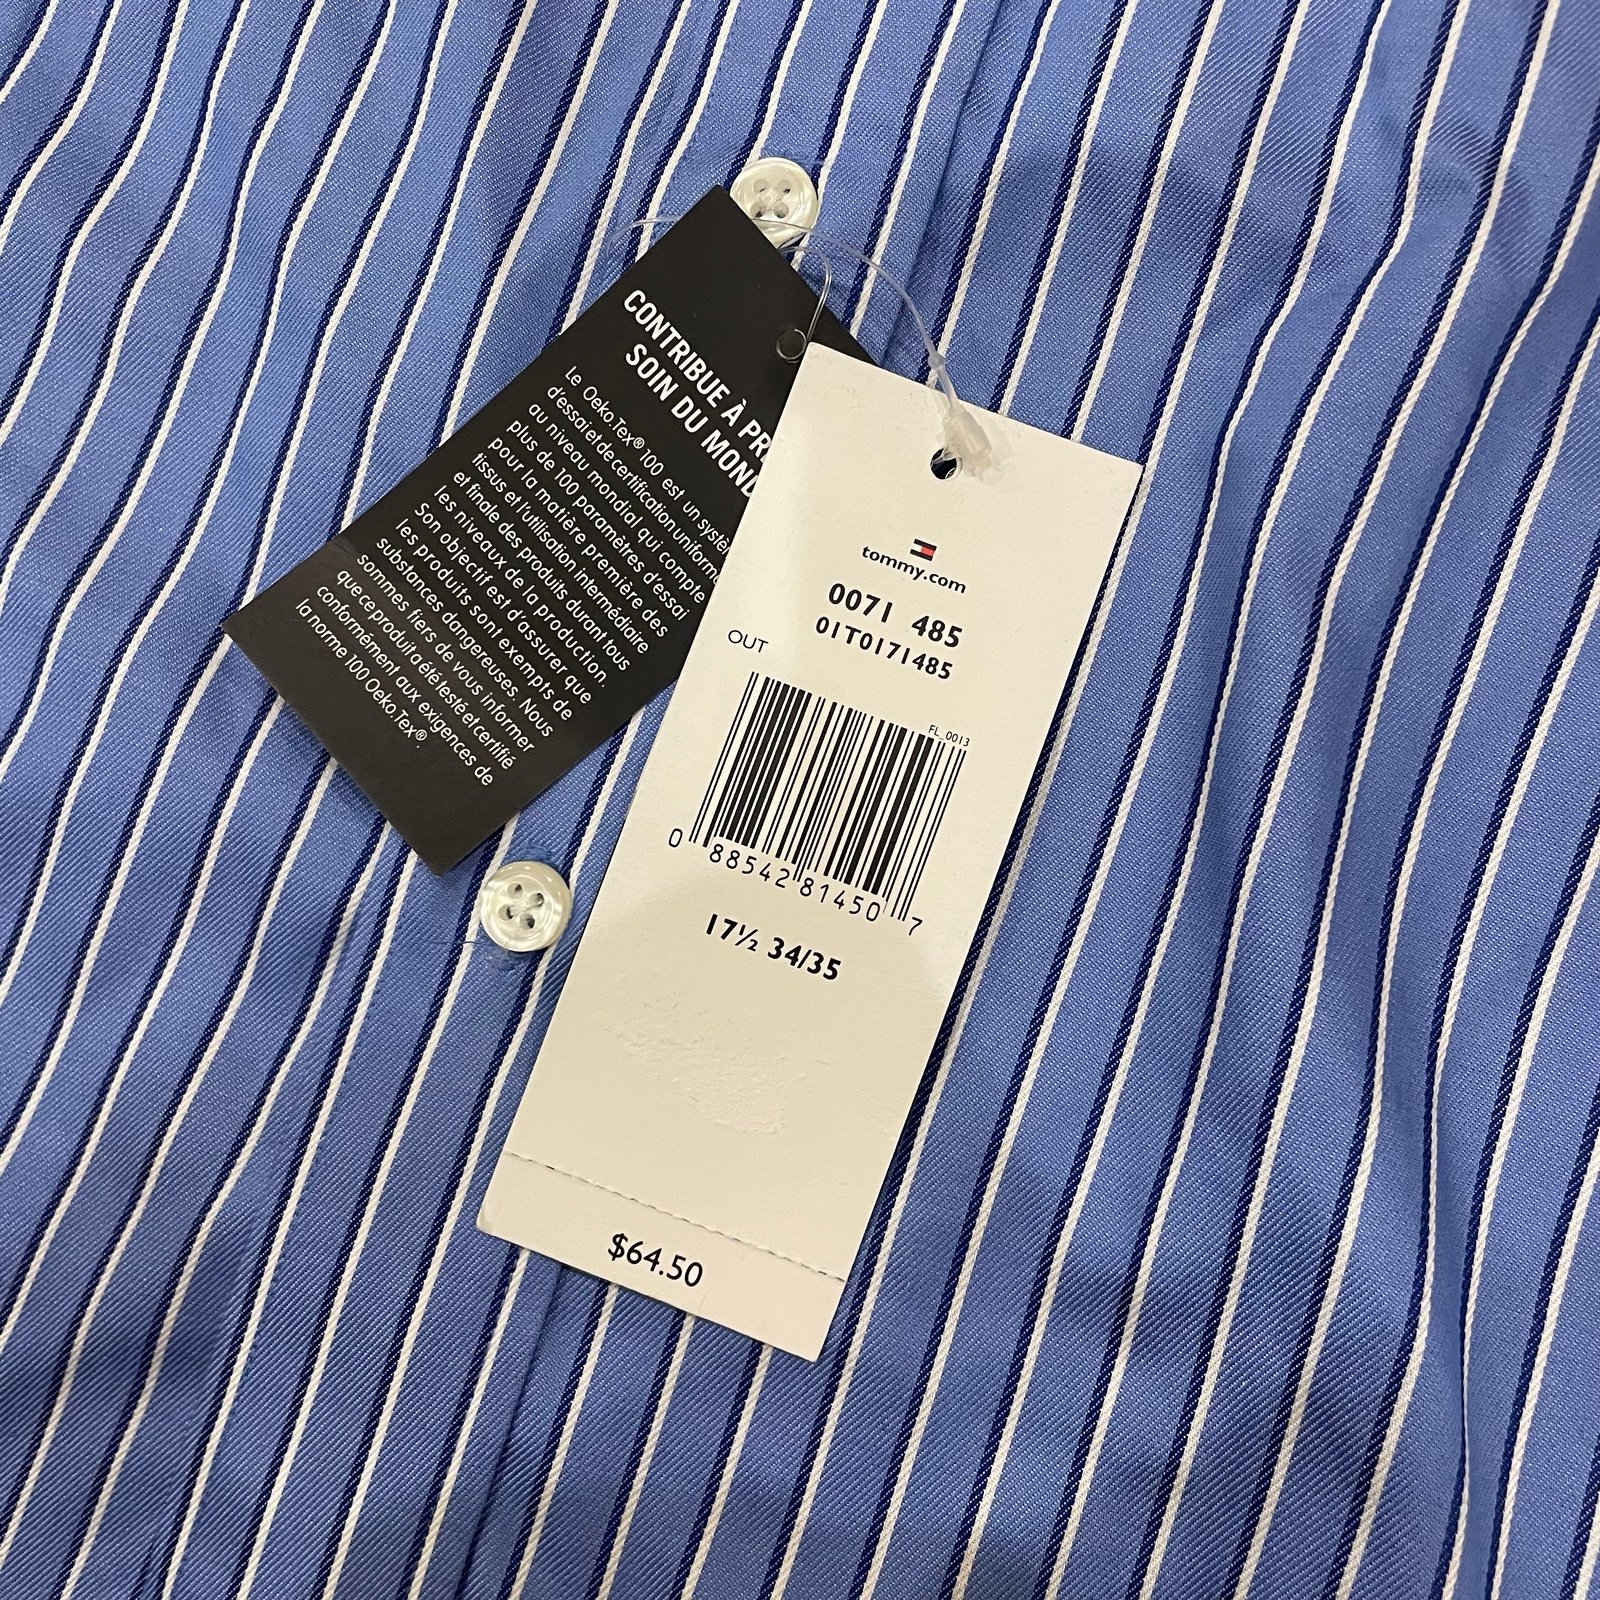 CONTRIBUE À PR
SOIN DU MOND
Le Oeko.Tex® 100 est un systè
d'essai et de certification uniforme
au niveau mondial qui compte
plus de 100 paramètres d'essai
pour la matière première des
tissus et l'utilisation intermédiaire
et finale des produits durant tous
les niveaux de la production.
Son objectif est d'assurer que
les produits sont exempts de
substances dangereuses. Nous
sommes fiers de vous informer
que ce produit a été testé et certifié
conformément aux exigences de
la norme 100 Oeko.Tex®.
tommy.com
0071 485
01T0171485
OUT
FL_0013
0 88542 81450 7
17½ 34/35
$64.50